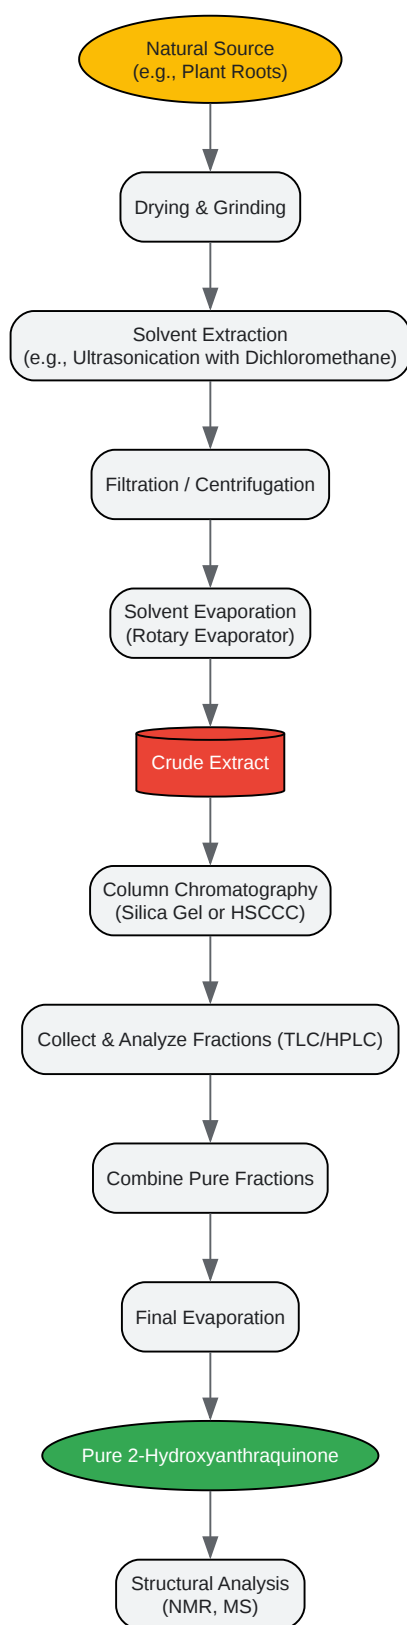 Natural Source
(e.g., Plant Roots)
Drying & Grinding
Solvent Extraction
(e.g., Ultrasonication with Dichloromethane)
Filtration / Centrifugation
Solvent Evaporation
(Rotary Evaporator)
Crude Extract
Column Chromatography
(Silica Gel or HSCCC)
Collect & Analyze Fractions (TLC/HPLC)
Combine Pure Fractions
Final Evaporation
Pure 2-Hydroxyanthraquinone
Structural Analysis
(NMR, MS)